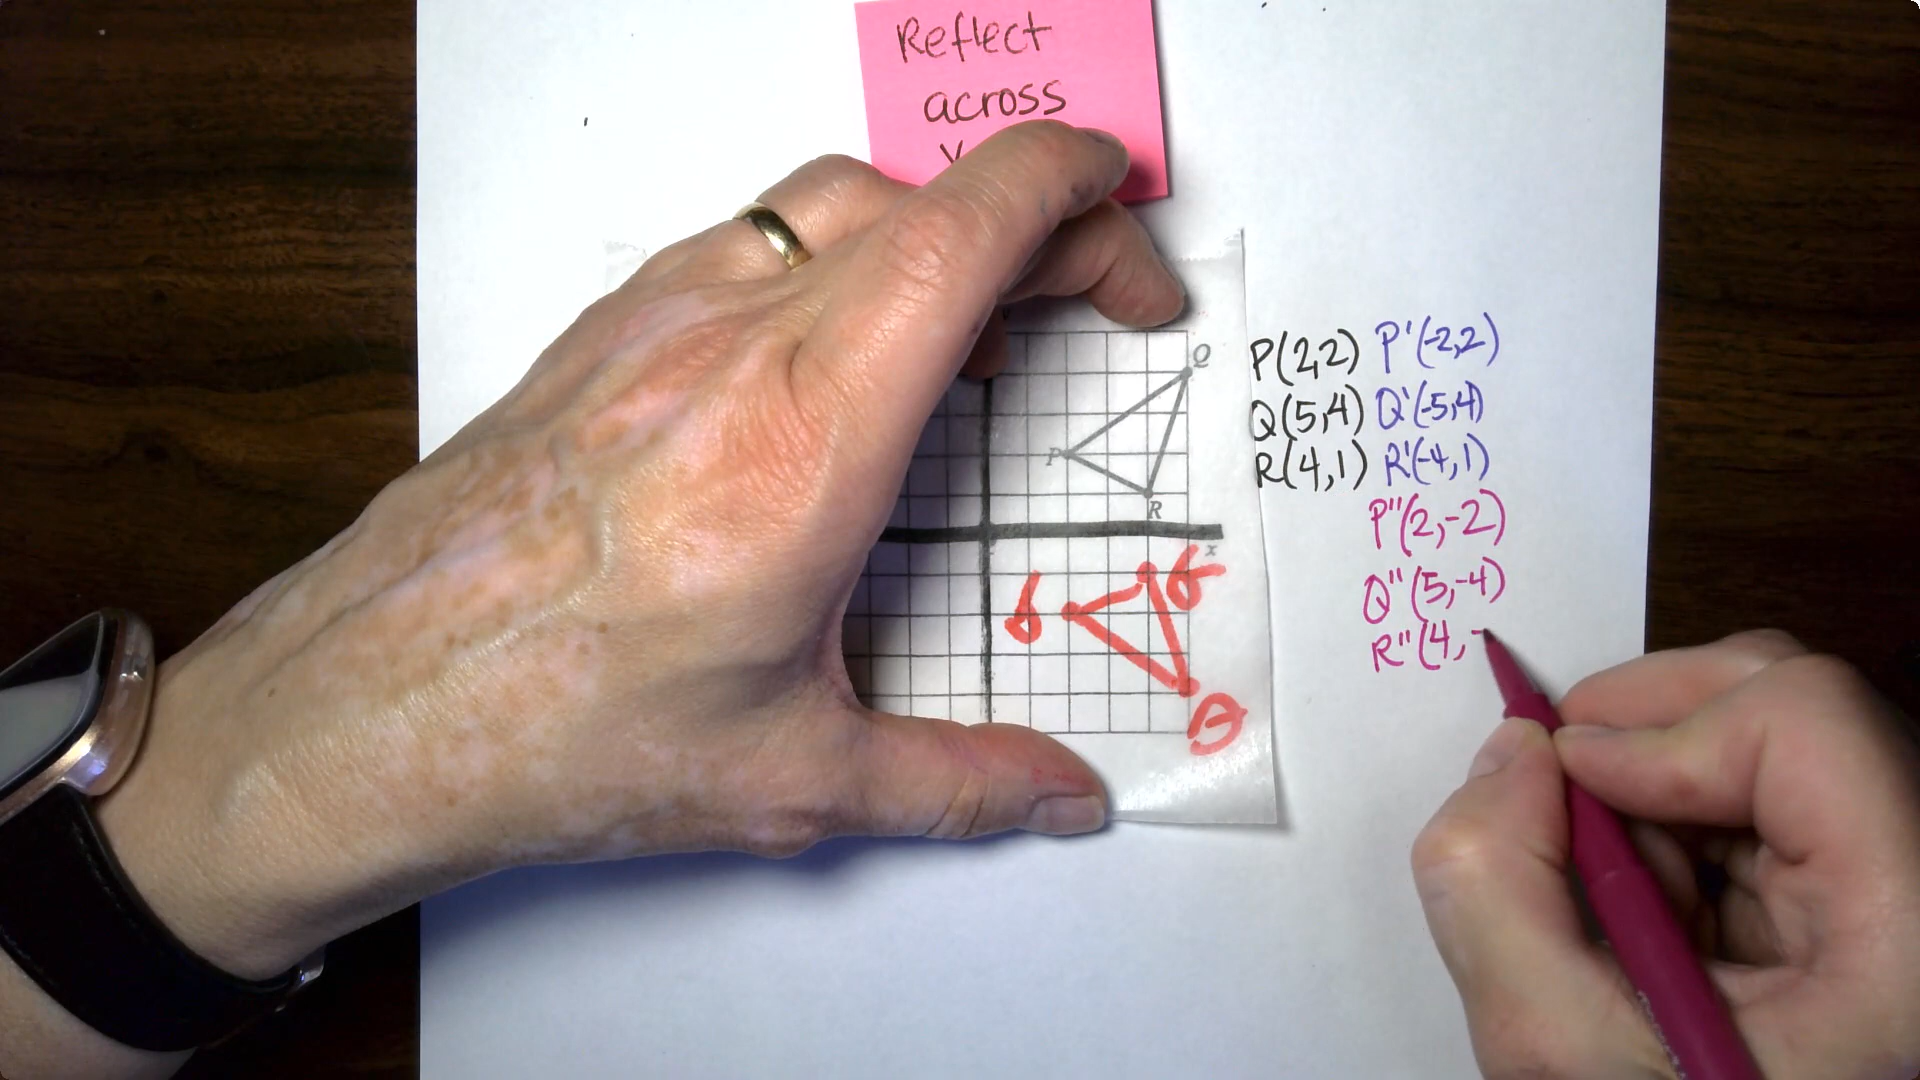 Reflect
across
Q
P
R
x
P(2,2) P'(-2,2)
Q(5,4) Q'(-5,4)
R(4,1) R'(-4,1)
P"(2,-2)
Q"(5,-4)
R"(4,-